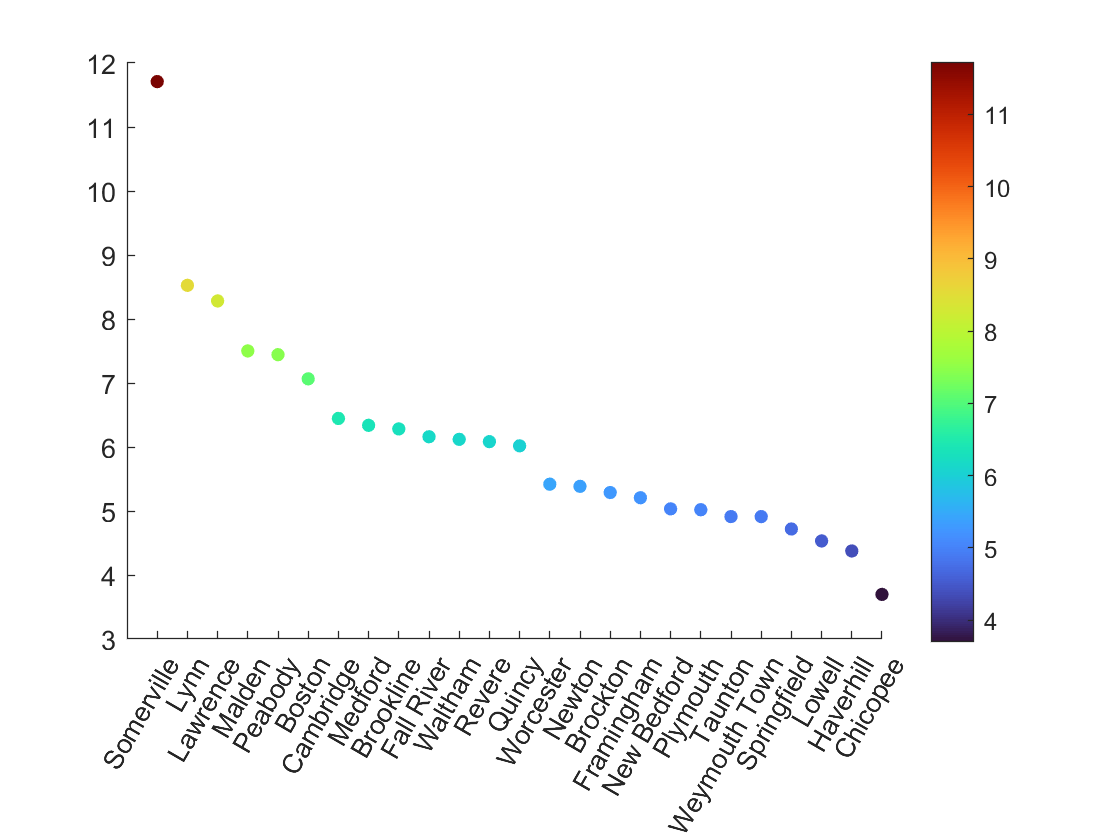 12
11
10
9
8
7
6
5
4
3
Somerville
Lynn
Lawrence
Malden
Peabody
Boston
Cambridge
Medford
Brookline
Fall River
Waltham
Revere
Quincy
Worcester
Newton
Brockton
Framingham
New Bedford
Plymouth
Taunton
Weymouth Town
Springfield
Lowell
Haverhill
Chicopee
11
10
9
8
7
6
5
4